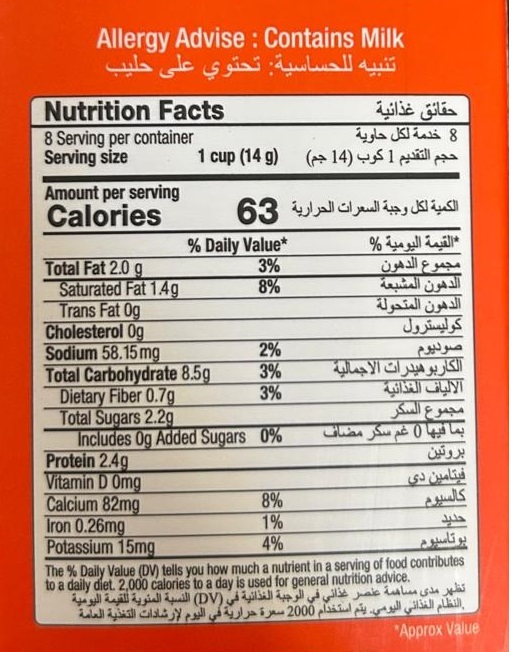 Allergy Advise : Contains Milk
تنبيه للحساسية: تحتوي على حليب
Nutrition Facts حقائق غذائية
8 Serving per container 8 خدمة لكل حاوية
Serving size 1 cup (14 g) حجم التقديم 1 كوب (14 جم)
Amount per serving
Calories 63 الكمية لكل وجبة السعرات الحرارية
% Daily Value* *القيمة اليومية %
Total Fat 2.0 g 3% مجموع الدهون
Saturated Fat 1.4g 8% الدهون المشبعة
Trans Fat 0g الدهون المتحولة
Cholesterol 0g كوليسترول
Sodium 58.15 mg 2% صوديوم
Total Carbohydrate 8.5g 3% الكاربوهيدرات الاجمالية
Dietary Fiber 0.7g 3% الالياف الغذائية
Total Sugars 2.2g مجموع السكر
Includes 0g Added Sugars 0% بما فيها 0 غم سكر مضاف
Protein 2.4g بروتين
Vitamin D 0mg فيتامين دي
Calcium 82mg 8% كالسيوم
Iron 0.26mg 1% حديد
Potassium 15mg 4% بوتاسيوم
The % Daily Value (DV) tells you how much a nutrient in a serving of food contributes
to a daily diet. 2,000 calories to a day is used for general nutrition advice.
تظهر مدى مساهمة عنصر غذائي في الوجبة الغذائية في (DV) النسبة المئوية للقيمة اليومية
النظام الغذائي اليومي. يتم استخدام 2000 سعرة حرارية في اليوم لإرشادات التغذية العامة.
*Approx Value